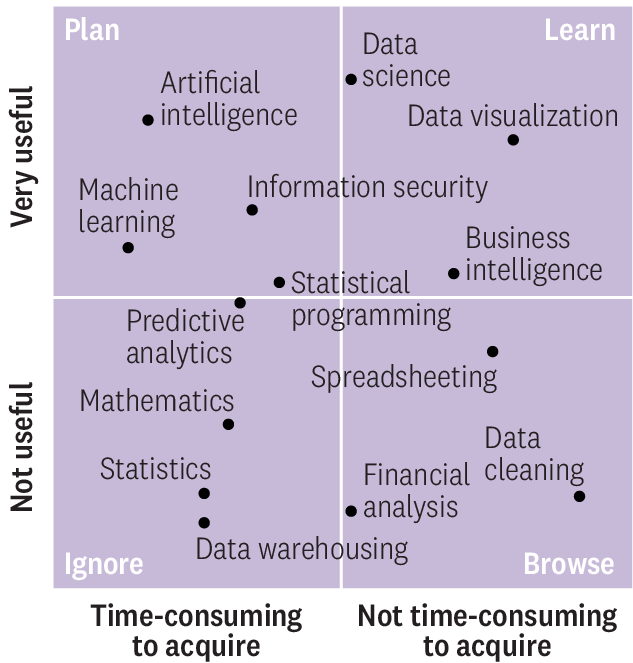 Plan
Learn
Data
science
Artificial
intelligence
Data visualization
Machine
learning
Information security
Business
intelligence
Statistical
programming
Predictive
analytics
Spreadsheeting
Mathematics
Statistics
Data
cleaning
Financial
analysis
Data warehousing
Ignore
Browse
Very useful
Not useful
Time-consuming
to acquire
Not time-consuming
to acquire